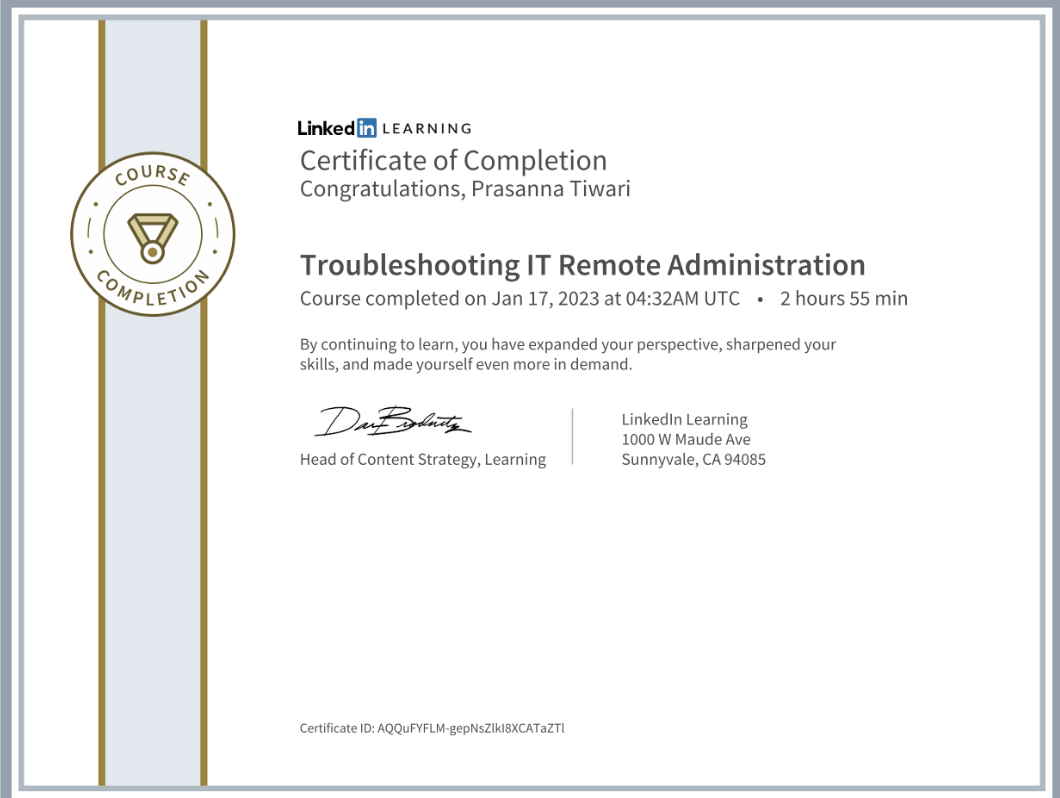 COURSE
COMPLETION
Linked in LEARNING
Certificate of Completion
Congratulations, Prasanna Tiwari
Troubleshooting IT Remote Administration
Course completed on Jan 17, 2023 at 04:32AM UTC • 2 hours 55 min
By continuing to learn, you have expanded your perspective, sharpened your
skills, and made yourself even more in demand.
Head of Content Strategy, Learning
LinkedIn Learning
1000 W Maude Ave
Sunnyvale, CA 94085
Certificate ID: AQQuFYFLM-gepNsZlkI8XCATaZTl